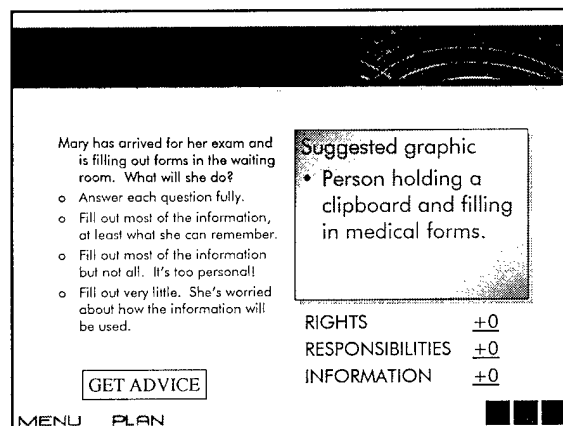 Mary has arrived for her exam and
is filling out forms in the waiting
room. What will she do?
o Answer each question fully.
o Fill out most of the information,
at least what she can remember.
o Fill out most of the information
but not all. It's too personal!
o Fill out very little. She's worried
about how the information will
be used.
GET ADVICE
MENU PLAN
Suggested graphic
• Person holding a
clipboard and filling
in medical forms.
RIGHTS +0
RESPONSIBILITIES +0
INFORMATION +0